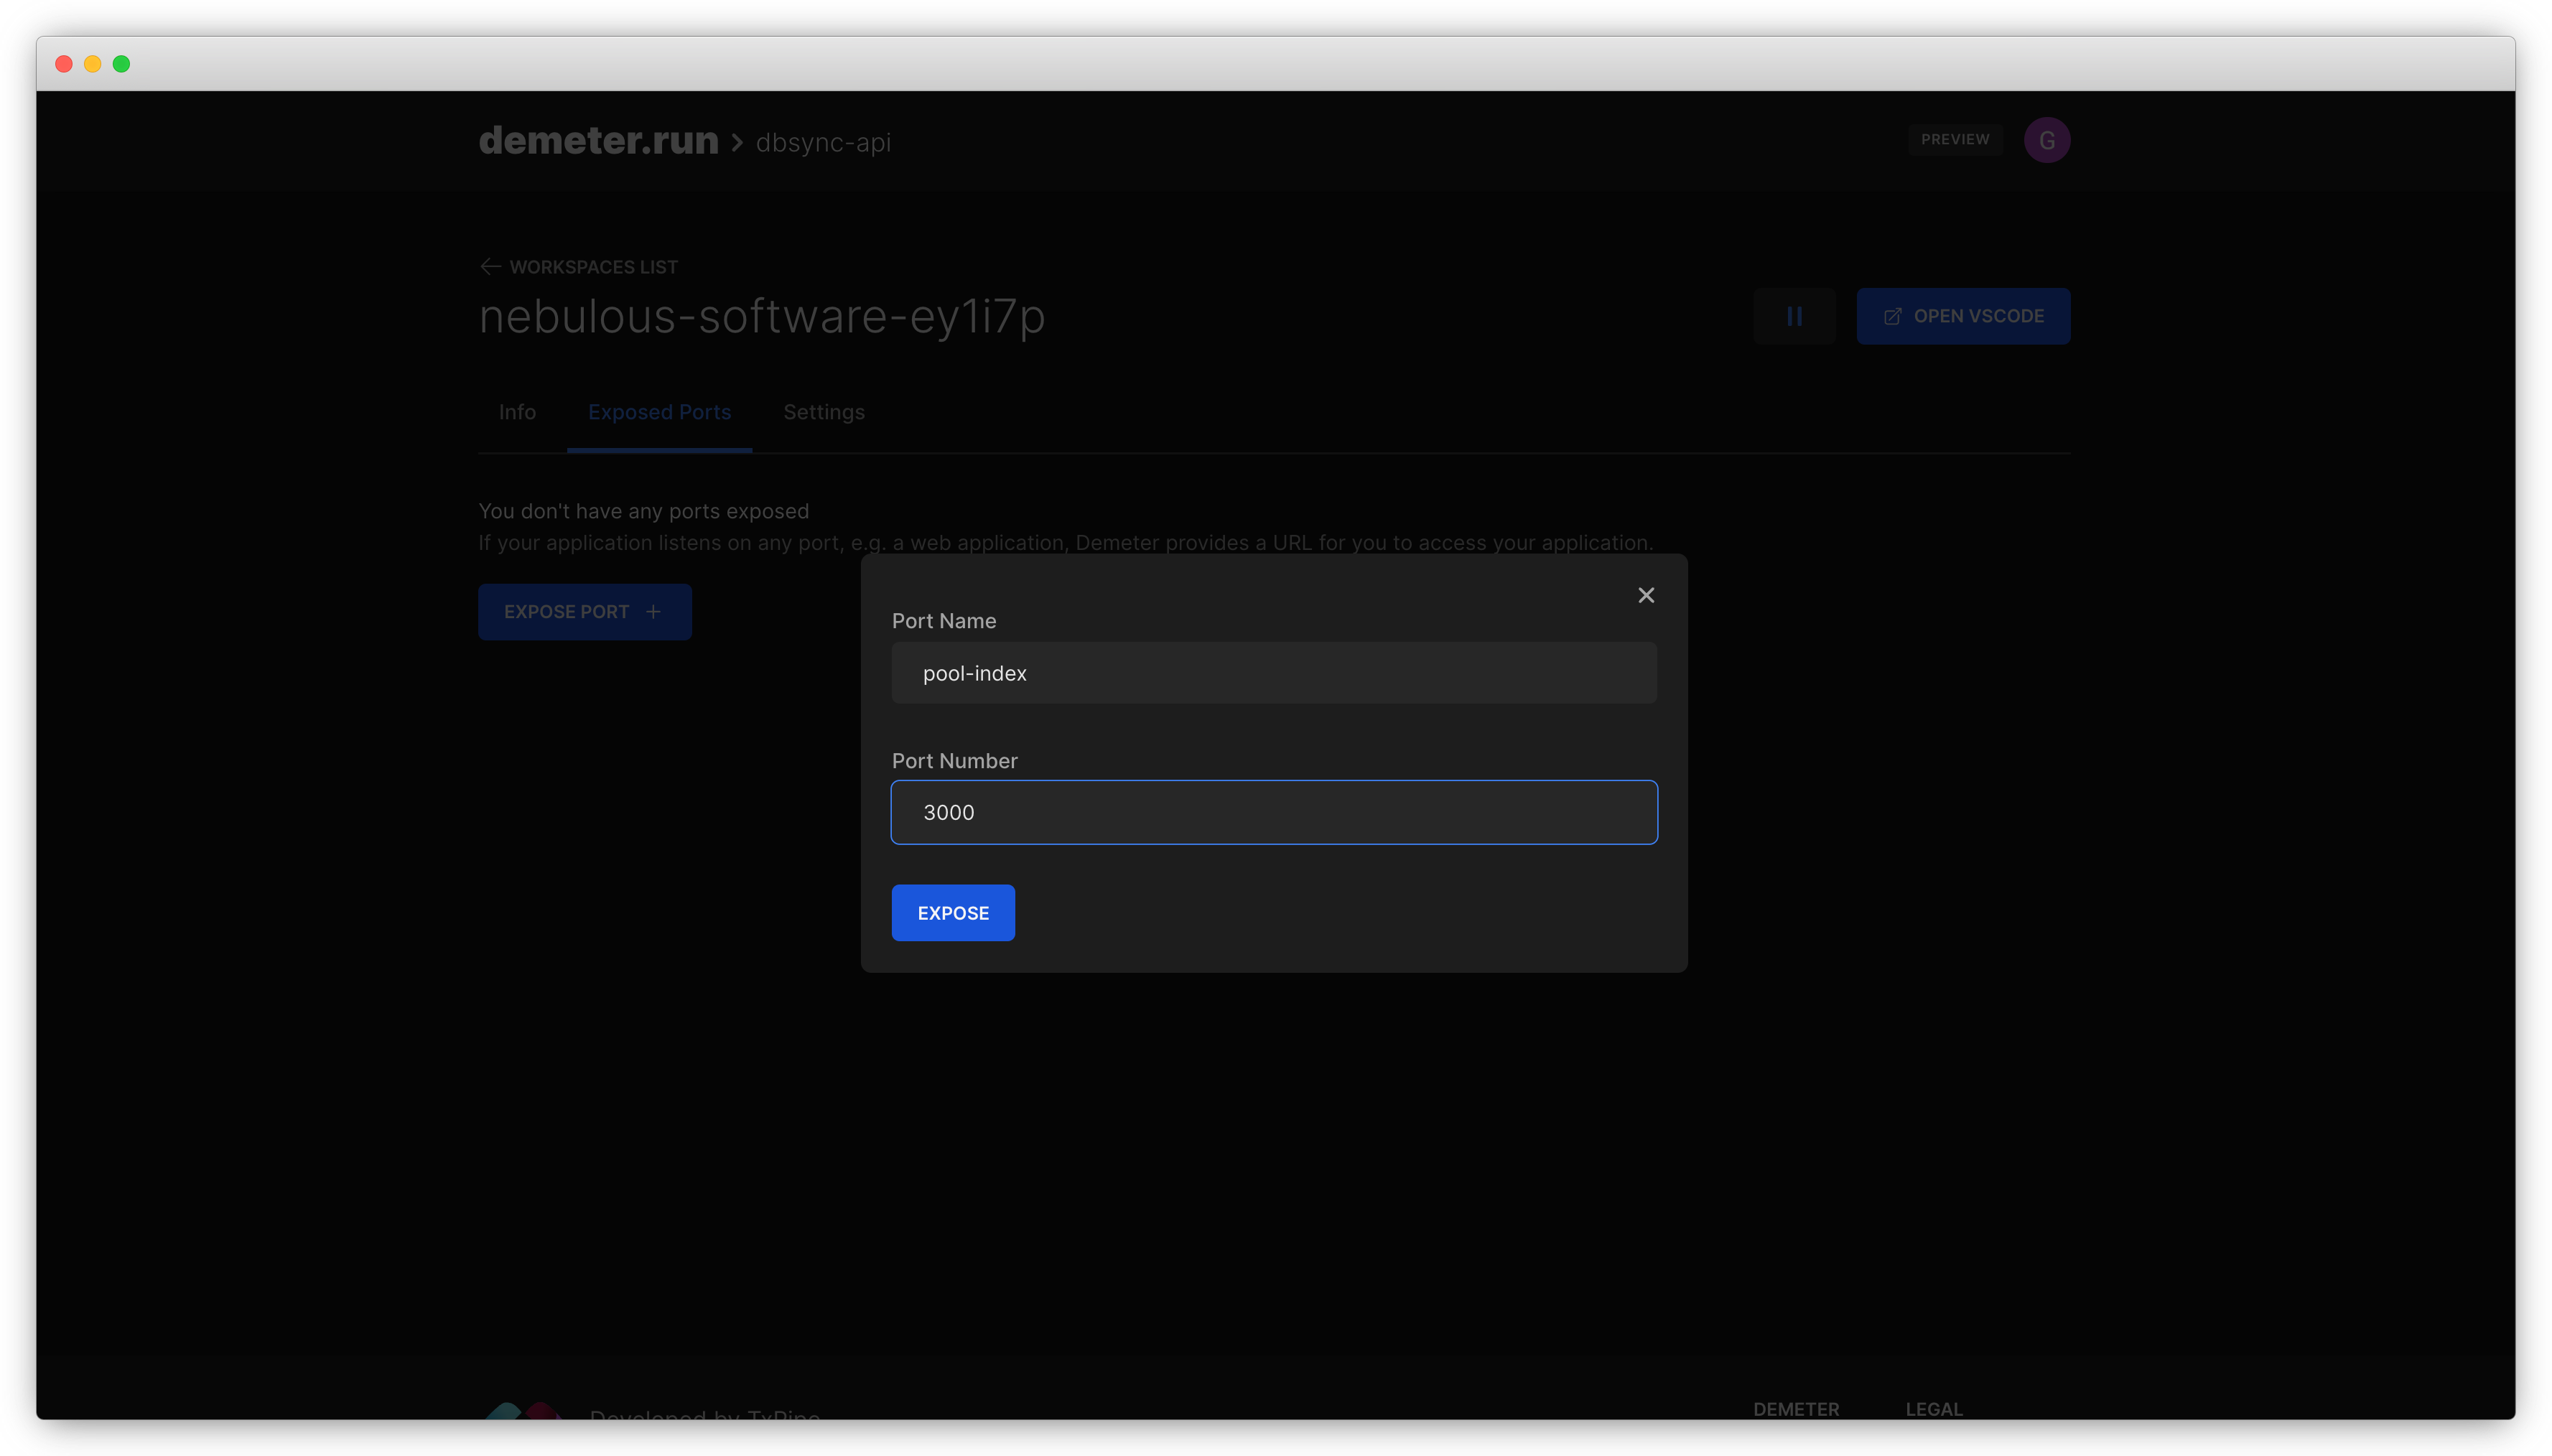 demeter.run > dbsync-api
PREVIEW
G
← WORKSPACES LIST
nebulous-software-ey1i7p
OPEN VSCODE
Info
Exposed Ports
Settings
You don't have any ports exposed
If your application listens on any port, e.g. a web application, Demeter provides a URL for you to access your application.
EXPOSE PORT +
Port Name
pool-index
Port Number
3000
EXPOSE
Developed by TxPipe
DEMETER
LEGAL